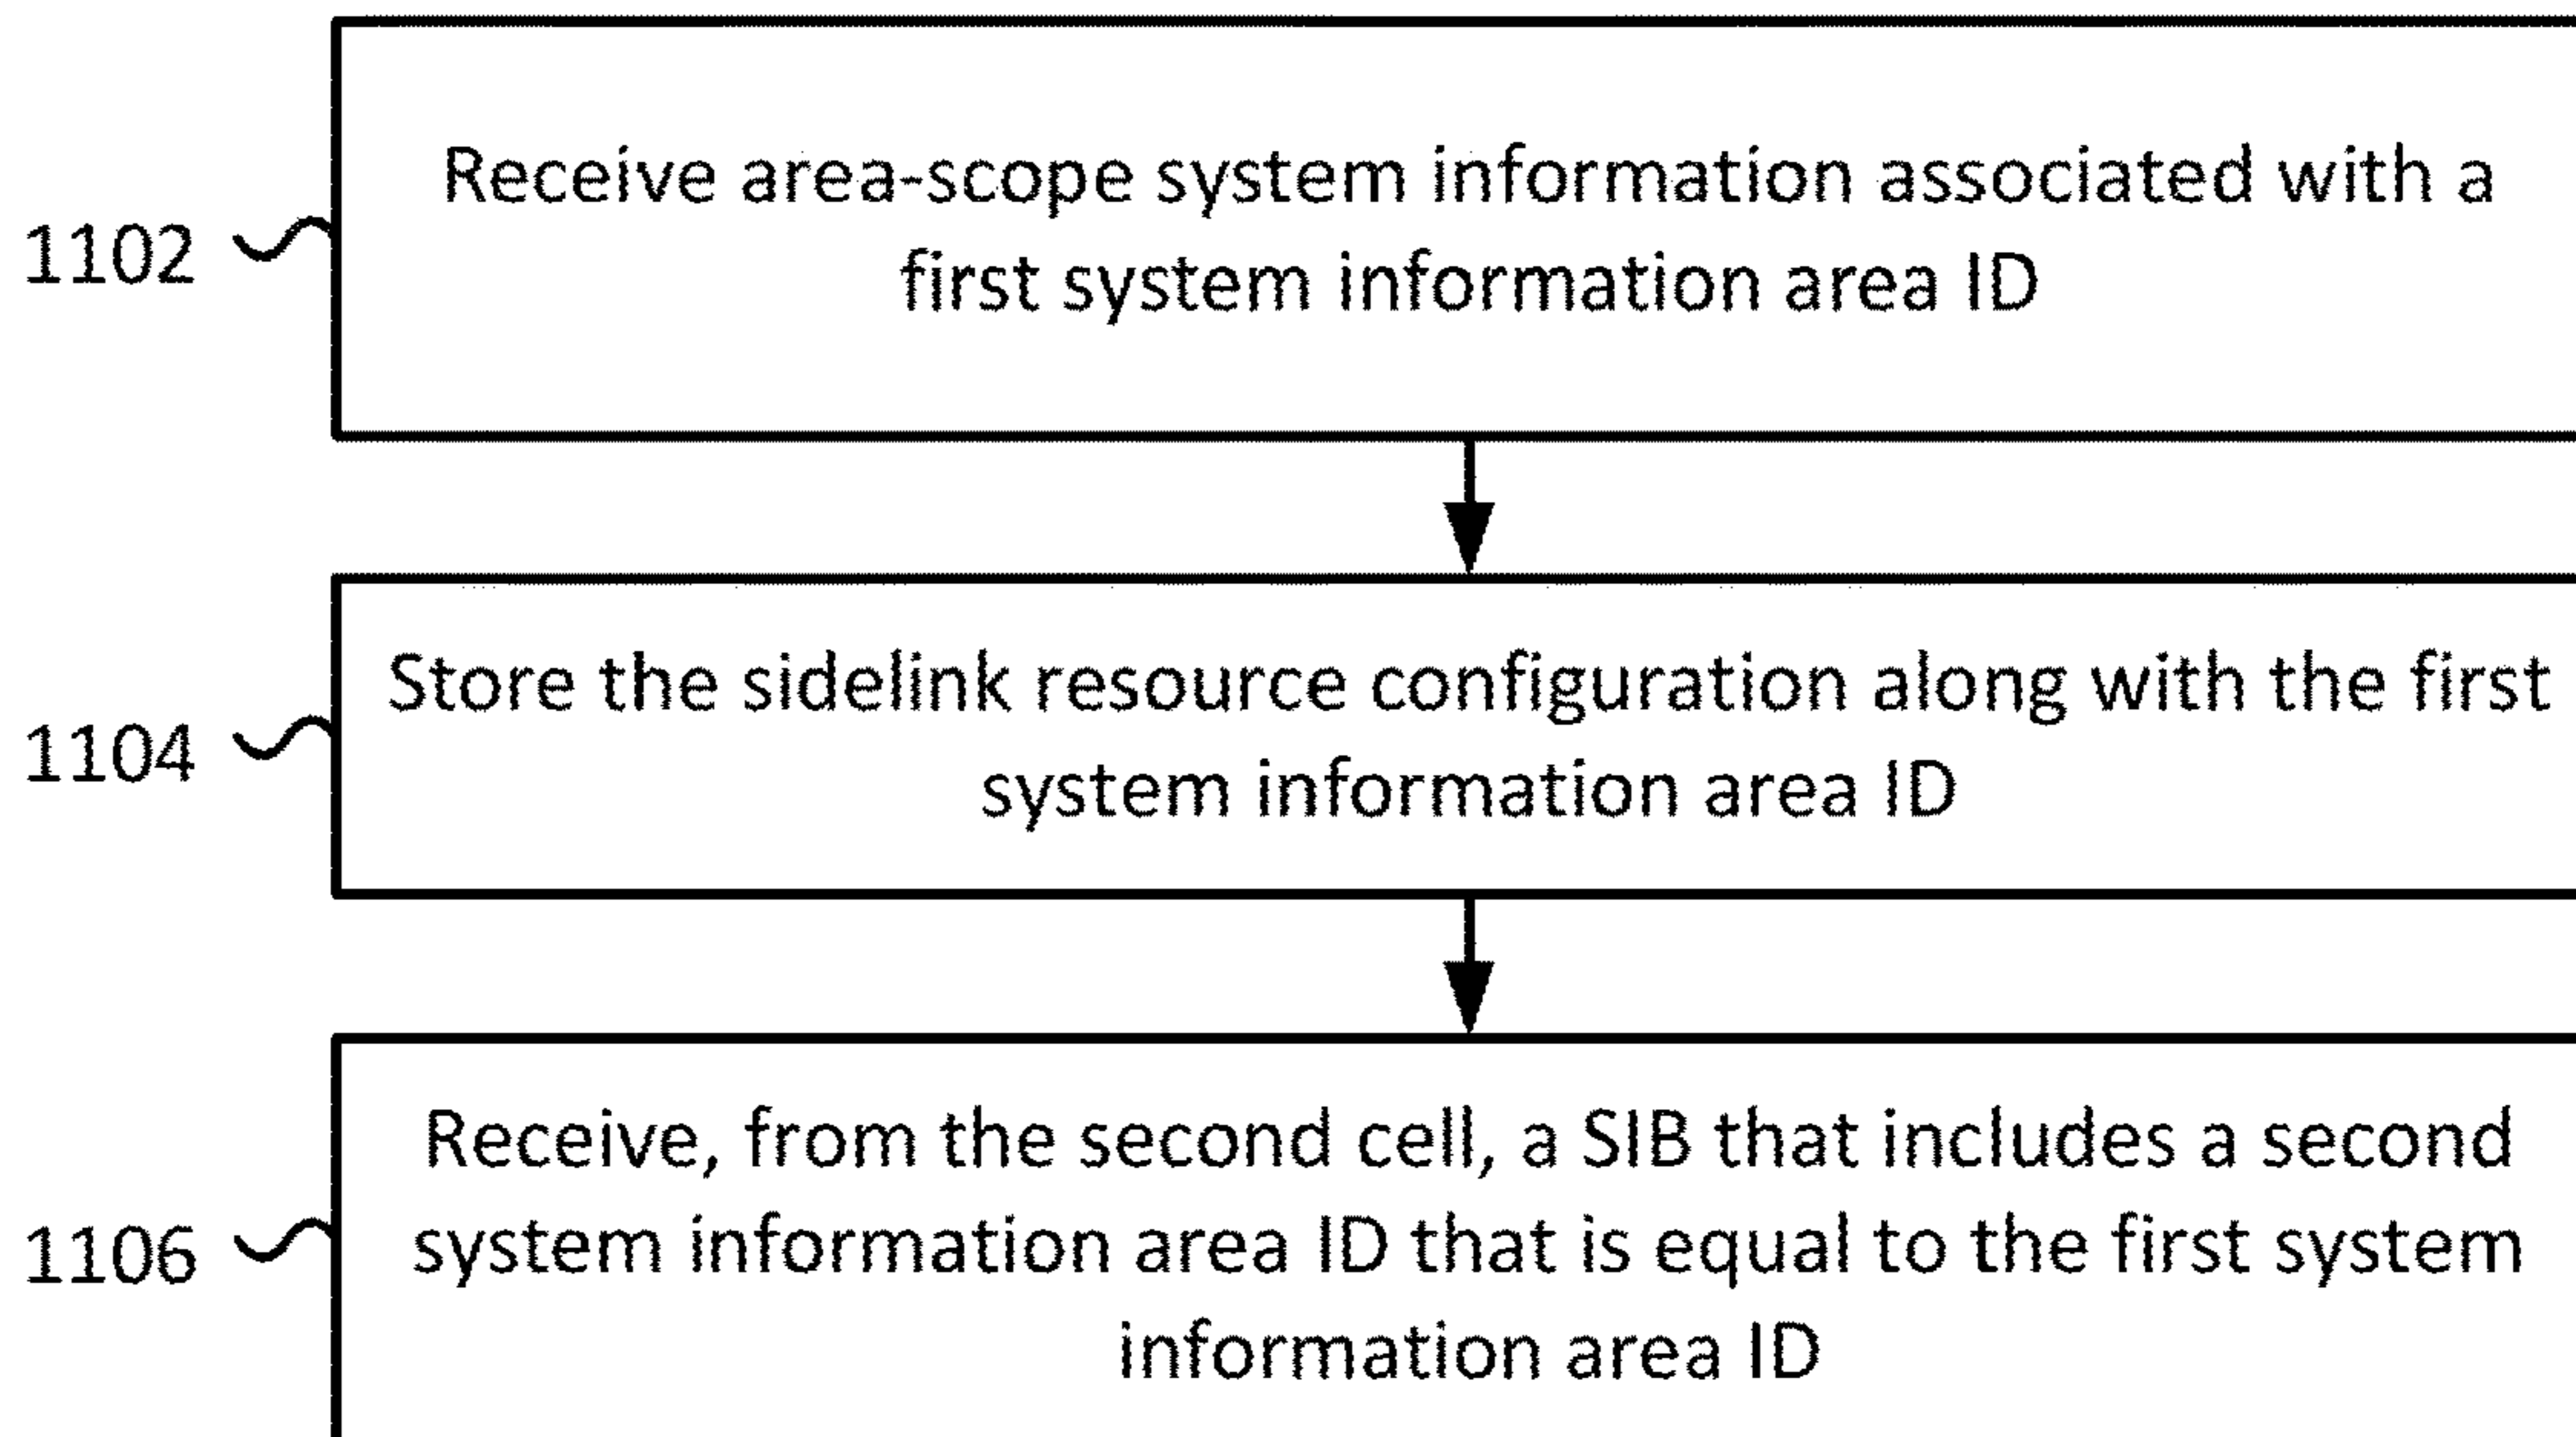 Receive area-scope system information associated with a
first system information area ID
1102
Store the sidelink resource configuration along with the first
system information area ID
1104
Receive, from the second cell, a SIB that includes a second
system information area ID that is equal to the first system
information area ID
1106